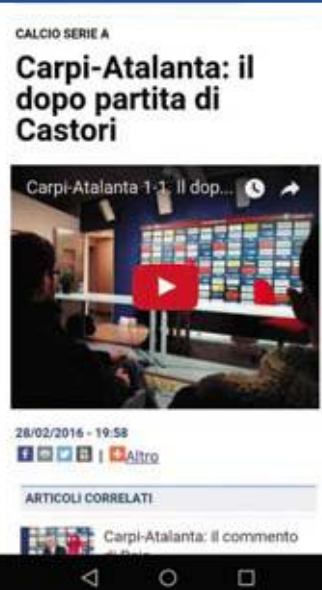 CALCIO SERIE A
Carpi-Atalanta: il
dopo partita di
Castori
Carpi-Atalanta 1-1. Il dop...
28/02/2016 - 19:58
| Altro
ARTICOLI CORRELATI
Carpi-Atalanta: il commento